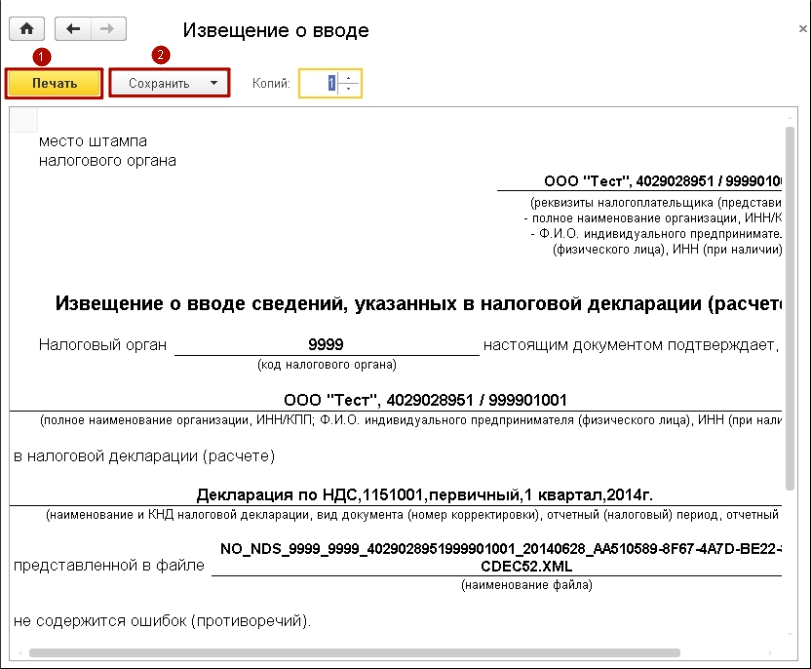 Извещение о вводе
1
2
Печать
Сохранить
Копий:
1
место штампа
налогового органа
ООО "Тест", 4029028951 / 9999010
(реквизиты налогоплательщика (представи
- полное наименование организации, ИНН/К
- Ф.И.О. индивидуального предпринимате
(физического лица), ИНН (при наличии)
Извещение о вводе сведений, указанных в налоговой декларации (расчете
Налоговый орган 9999 настоящим документом подтверждает,
(код налогового органа)
ООО "Тест", 4029028951 / 999901001
(полное наименование организации, ИНН/КПП; Ф.И.О. индивидуального предпринимателя (физического лица), ИНН (при нали
в налоговой декларации (расчете)
Декларация по НДС,1151001,первичный,1 квартал,2014г.
(наименование и КНД налоговой декларации, вид документа (номер корректировки), отчетный (налоговый) период, отчетный
NO_NDS_9999_9999_4029028951999901001_20140628_AA510589-8F67-4A7D-BE22-
представленной в файле CDEC52.XML
(наименование файла)
не содержится ошибок (противоречий).